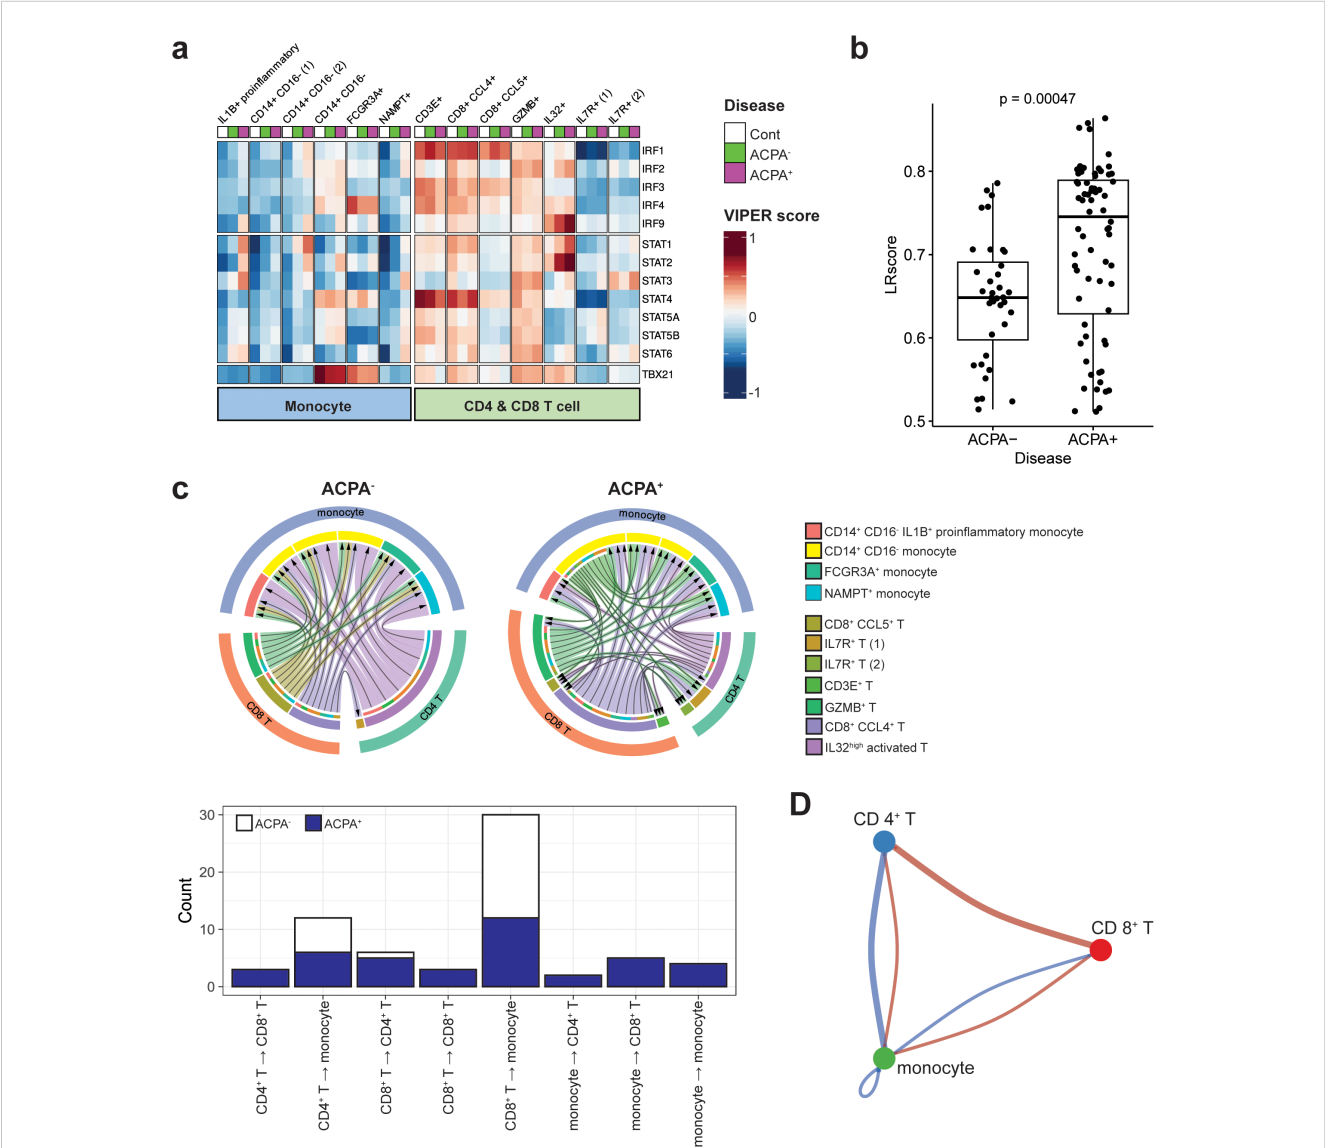 a
IL1B+ proinflammatory
CD14+ CD16- (1)
CD14+ CD16- (2)
CD14+ CD16-
FCGR3A+
NAMPT+
CD3E+
CD8+ CCL4+
CD8+ CCL5+
GZMB+
IL32+
IL7R+ (1)
IL7R+ (2)
IRF1
IRF2
IRF3
IRF4
IRF9
STAT1
STAT2
STAT3
STAT4
STAT5A
STAT5B
STAT6
TBX21
Monocyte
CD4 & CD8 T cell
Disease
Cont
ACPA-
ACPA+
VIPER score
1
0
-1
b
p = 0.00047
LRscore
0.8
0.7
0.6
0.5
ACPA−
ACPA+
Disease
c
ACPA-
monocyte
CD8 T
CD4 T
ACPA+
monocyte
CD8 T
CD4 T
CD14+ CD16- IL1B+ proinflammatory monocyte
CD14+ CD16- monocyte
FCGR3A+ monocyte
NAMPT+ monocyte
CD8+ CCL5+ T
IL7R+ T (1)
IL7R+ T (2)
CD3E+ T
GZMB+ T
CD8+ CCL4+ T
IL32high activated T
Count
30
20
10
0
ACPA-
ACPA+
CD4+ T → CD8+ T
CD4+ T → monocyte
CD8+ T → CD4+ T
CD8+ T → CD8+ T
CD8+ T → monocyte
monocyte → CD4+ T
monocyte → CD8+ T
monocyte → monocyte
D
CD 4+ T
CD 8+ T
monocyte